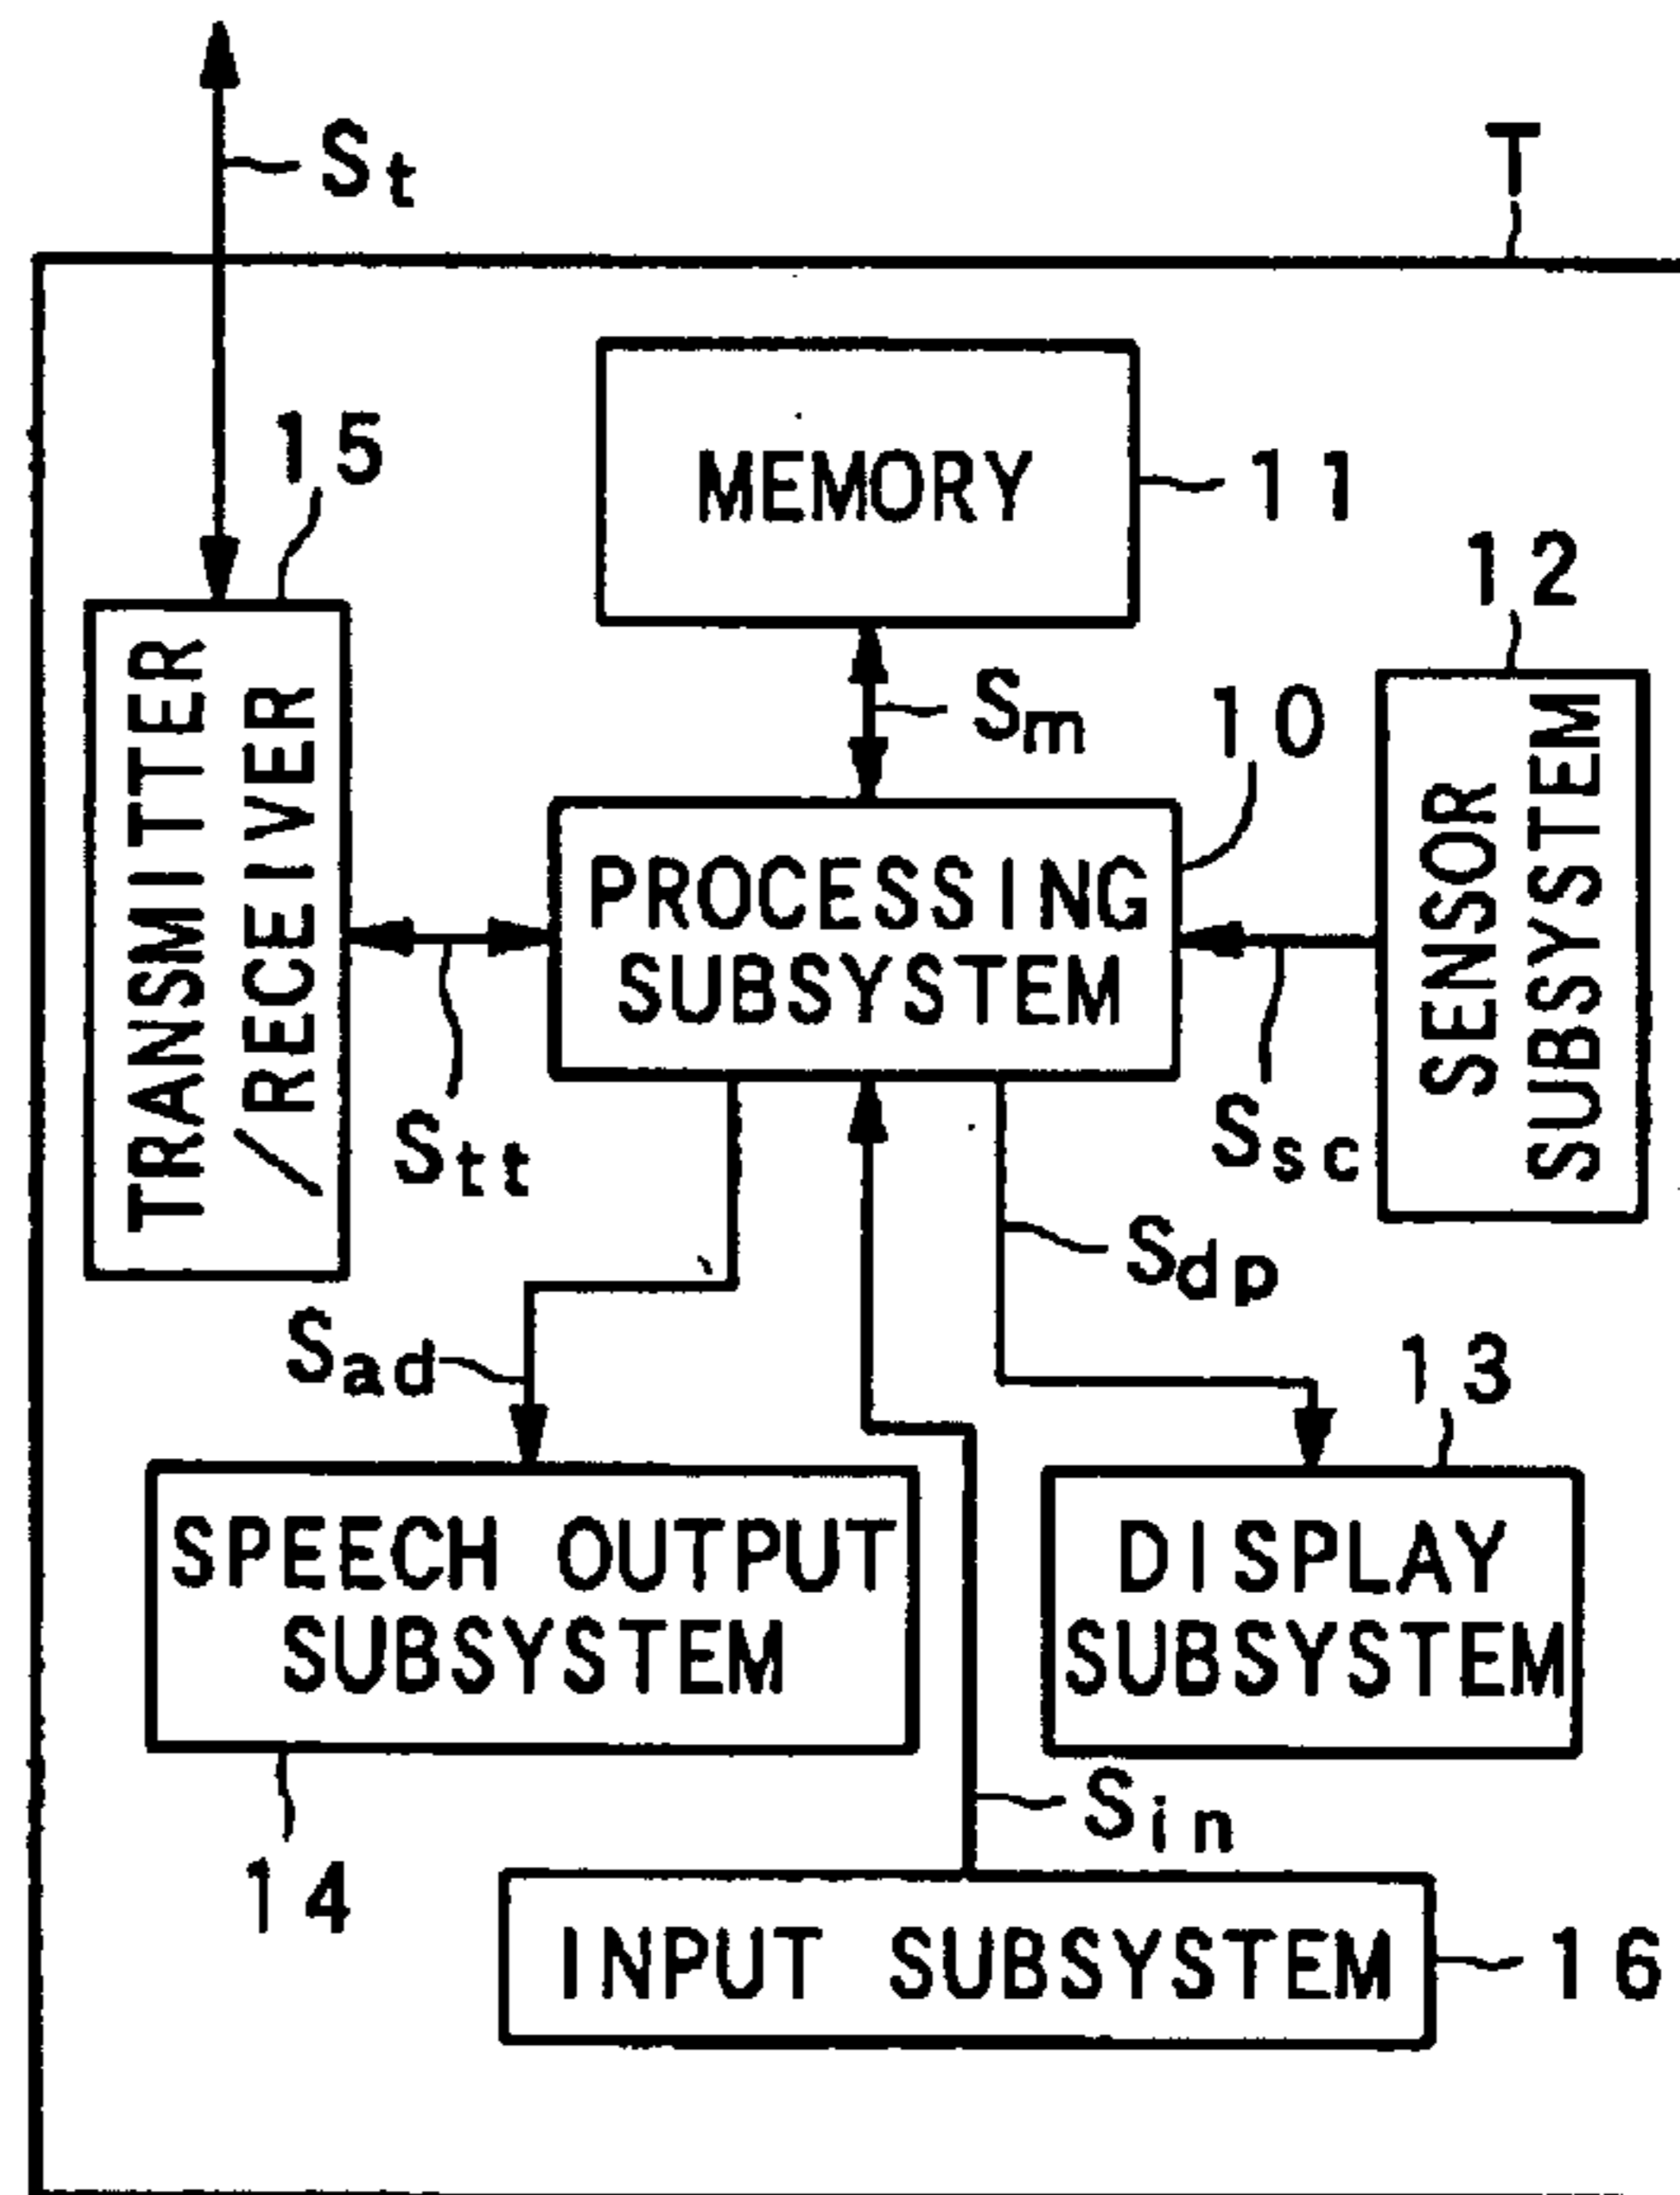 St
T
15
MEMORY
11
12
TRANSMITTER
/RECEIVER
Sm
10
SENSOR
SUBSYSTEM
PROCESSING
SUBSYSTEM
Stt
Ssc
Sdp
Sad
13
SPEECH OUTPUT
SUBSYSTEM
DISPLAY
SUBSYSTEM
Sin
14
INPUT SUBSYSTEM
16